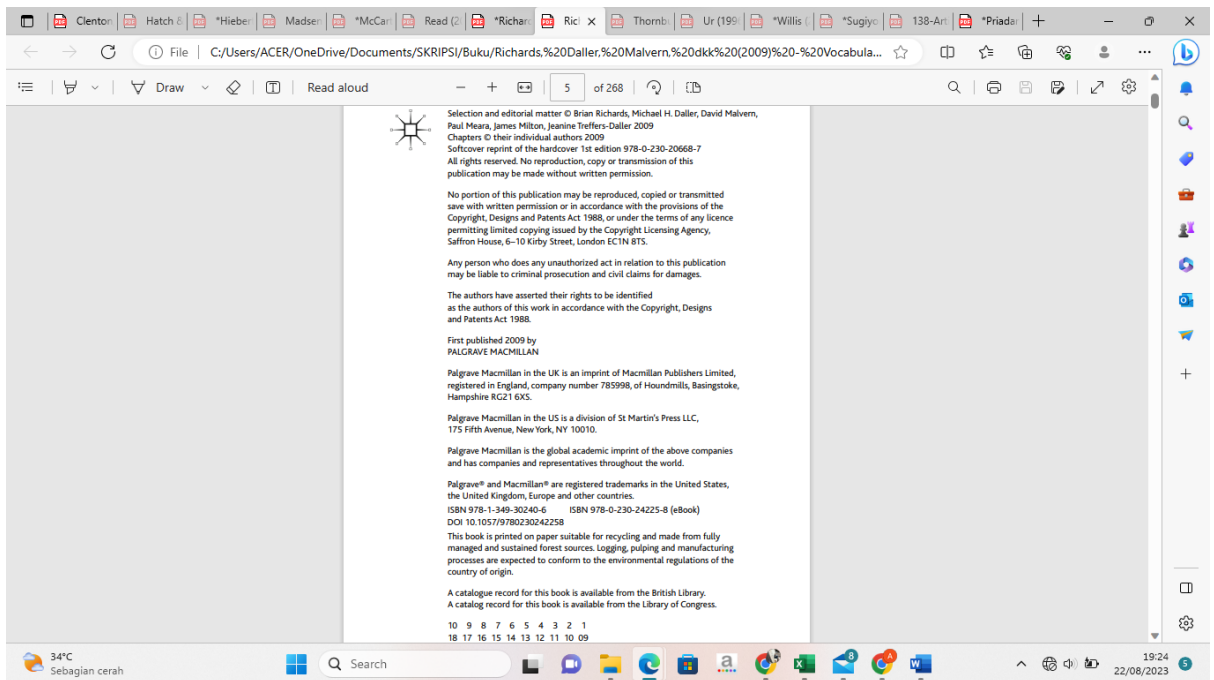 Clenton
Hatch &
*Hieber
Madsen
*McCart
Read (2
*Richard
Rich
Thornbu
Ur (199
*Willis (
*Sugiyo
138-Art
*Priadar
File
C:/Users/ACER/OneDrive/Documents/SKRIPSI/Buku/Richards,%20Daller,%20Malvern,%20dkk%20(2009)%20-%20Vocabula...
Draw
Read aloud
5 of 268
Selection and editorial matter © Brian Richards, Michael H. Daller, David Malvern,
Paul Meara, James Milton, Jeanine Treffers-Daller 2009
Chapters © their individual authors 2009
Softcover reprint of the hardcover 1st edition 978-0-230-20668-7
All rights reserved. No reproduction, copy or transmission of this
publication may be made without written permission.
No portion of this publication may be reproduced, copied or transmitted
save with written permission or in accordance with the provisions of the
Copyright, Designs and Patents Act 1988, or under the terms of any licence
permitting limited copying issued by the Copyright Licensing Agency,
Saffron House, 6–10 Kirby Street, London EC1N 8TS.
Any person who does any unauthorized act in relation to this publication
may be liable to criminal prosecution and civil claims for damages.
The authors have asserted their rights to be identified
as the authors of this work in accordance with the Copyright, Designs
and Patents Act 1988.
First published 2009 by
PALGRAVE MACMILLAN
Palgrave Macmillan in the UK is an imprint of Macmillan Publishers Limited,
registered in England, company number 785998, of Houndmills, Basingstoke,
Hampshire RG21 6XS.
Palgrave Macmillan in the US is a division of St Martin's Press LLC,
175 Fifth Avenue, New York, NY 10010.
Palgrave Macmillan is the global academic imprint of the above companies
and has companies and representatives throughout the world.
Palgrave® and Macmillan® are registered trademarks in the United States,
the United Kingdom, Europe and other countries.
ISBN 978-1-349-30240-6 ISBN 978-0-230-24225-8 (eBook)
DOI 10.1057/9780230242258
This book is printed on paper suitable for recycling and made from fully
managed and sustained forest sources. Logging, pulping and manufacturing
processes are expected to conform to the environmental regulations of the
country of origin.
A catalogue record for this book is available from the British Library.
A catalog record for this book is available from the Library of Congress.
10 9 8 7 6 5 4 3 2 1
18 17 16 15 14 13 12 11 10 09
34°C
Sebagian cerah
Search
8
19:24
22/08/2023
5